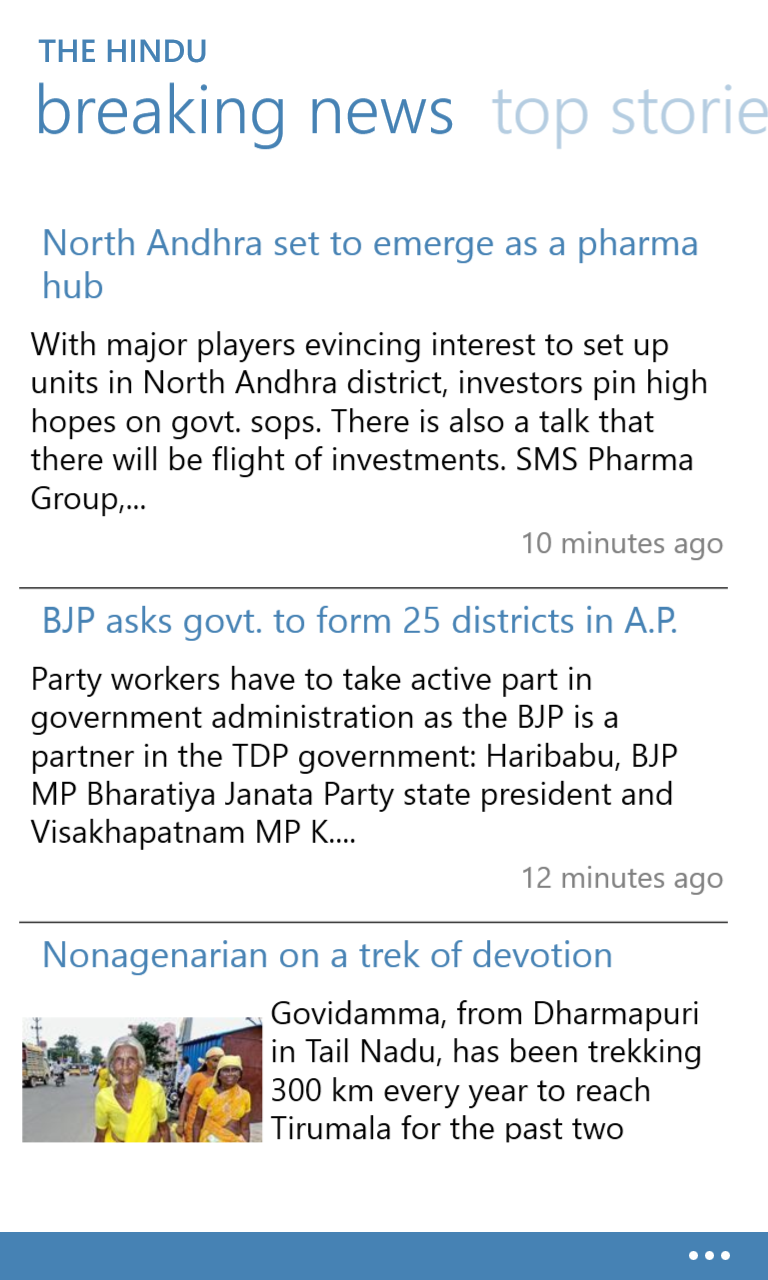 THE HINDU
breaking news top storie
North Andhra set to emerge as a pharma
hub
With major players evincing interest to set up
units in North Andhra district, investors pin high
hopes on govt. sops. There is also a talk that
there will be flight of investments. SMS Pharma
Group,...
10 minutes ago
BJP asks govt. to form 25 districts in A.P.
Party workers have to take active part in
government administration as the BJP is a
partner in the TDP government: Haribabu, BJP
MP Bharatiya Janata Party state president and
Visakhapatnam MP K....
12 minutes ago
Nonagenarian on a trek of devotion
Govidamma, from Dharmapuri
in Tail Nadu, has been trekking
300 km every year to reach
Tirumala for the past two